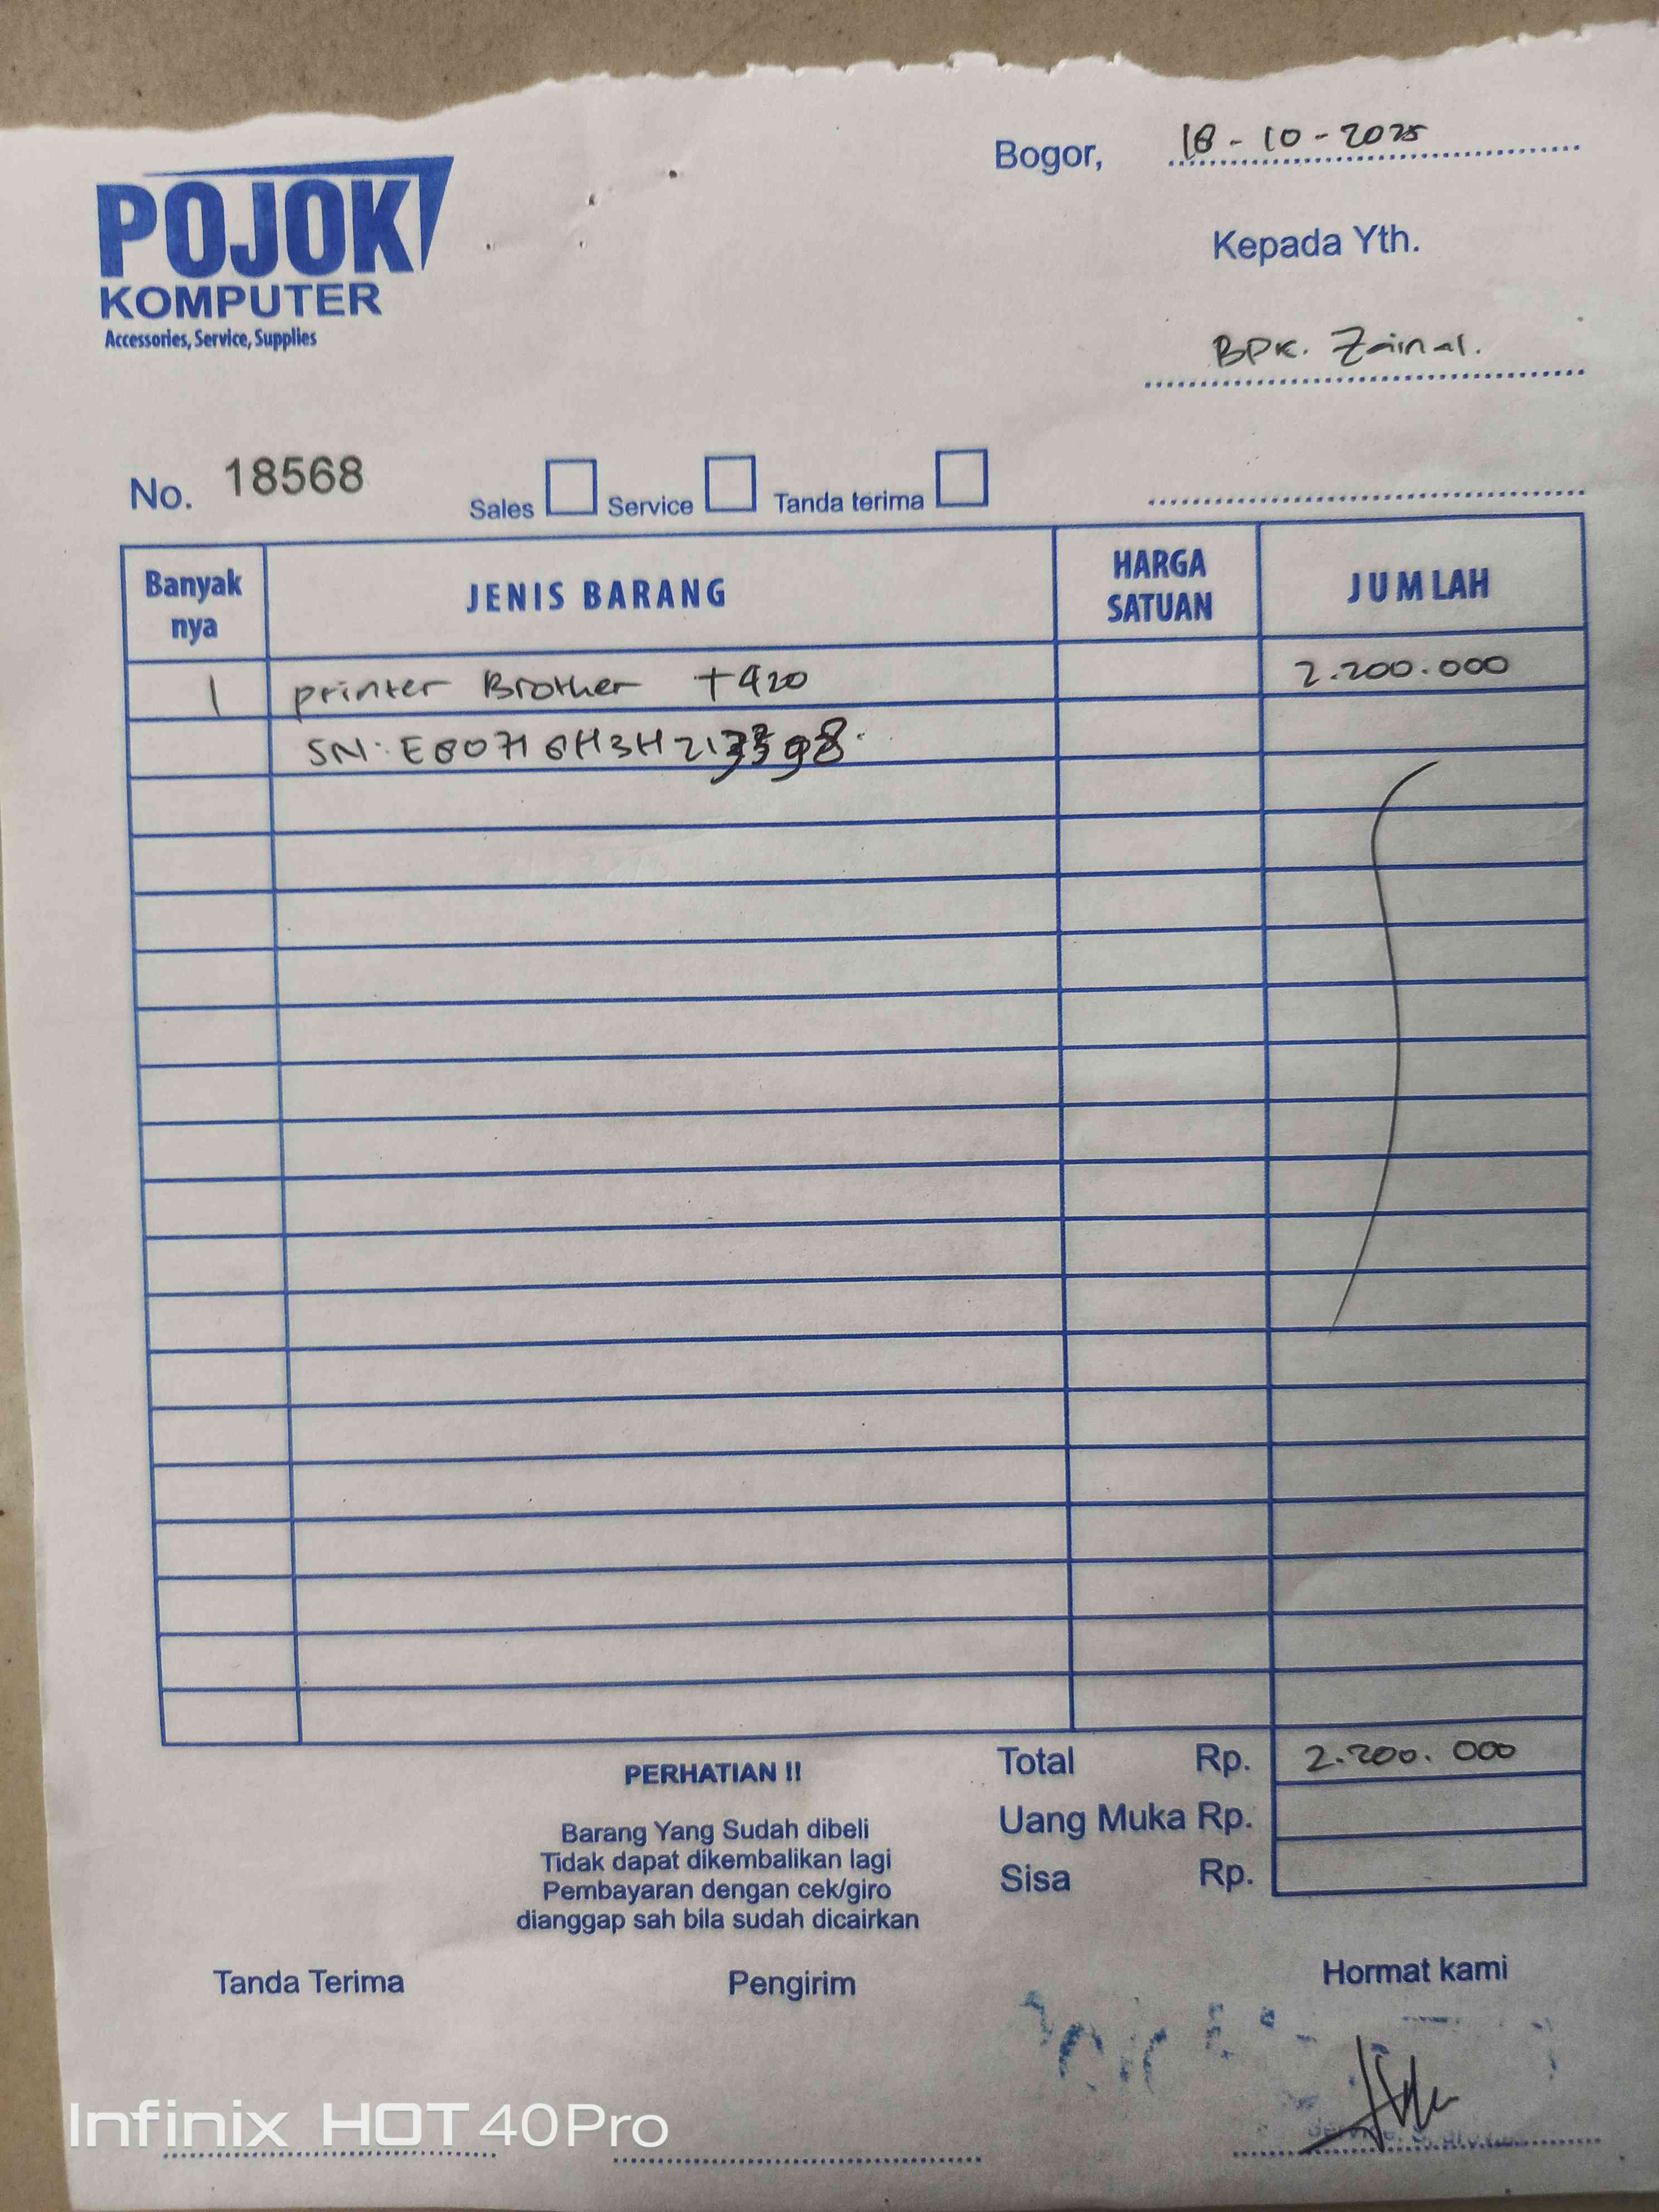 POJOK
KOMPUTER
Accessories, Service, Supplies
Bogor, 18-10-2025
Kepada Yth.
BPK. Zainal.
No. 18568
Sales Service Tanda terima
Banyak nya JENIS BARANG HARGA SATUAN JUMLAH
1 printer Brother T420 2.200.000
SN:
Total Rp. 2.200.000
Uang Muka Rp.
Sisa Rp.
PERHATIAN !!
Barang Yang Sudah dibeli
Tidak dapat dikembalikan lagi
Pembayaran dengan cek/giro
dianggap sah bila sudah dicairkan
Tanda Terima Pengirim Hormat kami
Infinix HOT 40Pro